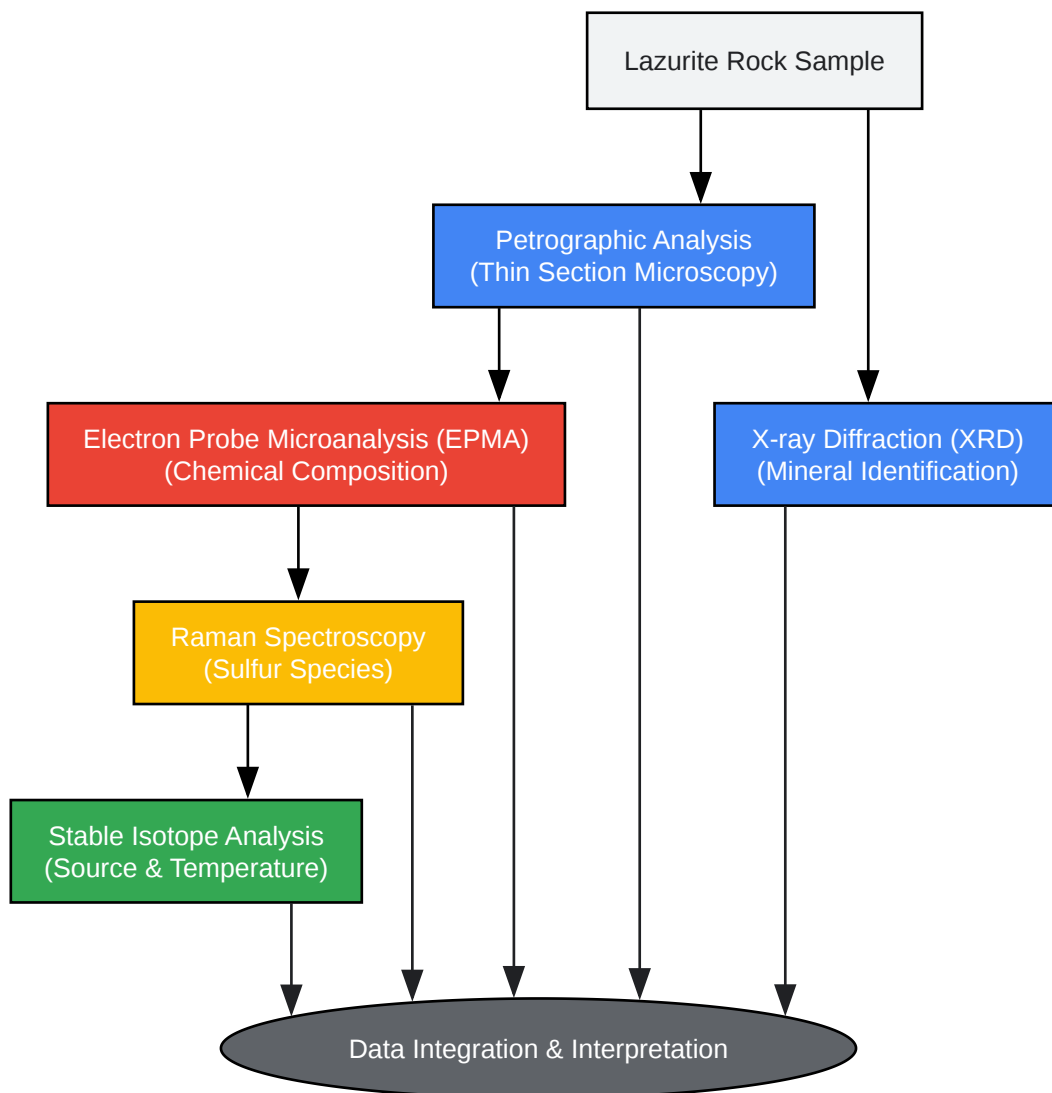 Lazurite Rock Sample
Petrographic Analysis
(Thin Section Microscopy)
Electron Probe Microanalysis (EPMA)
(Chemical Composition)
X-ray Diffraction (XRD)
(Mineral Identification)
Raman Spectroscopy
(Sulfur Species)
Stable Isotope Analysis
(Source & Temperature)
Data Integration & Interpretation